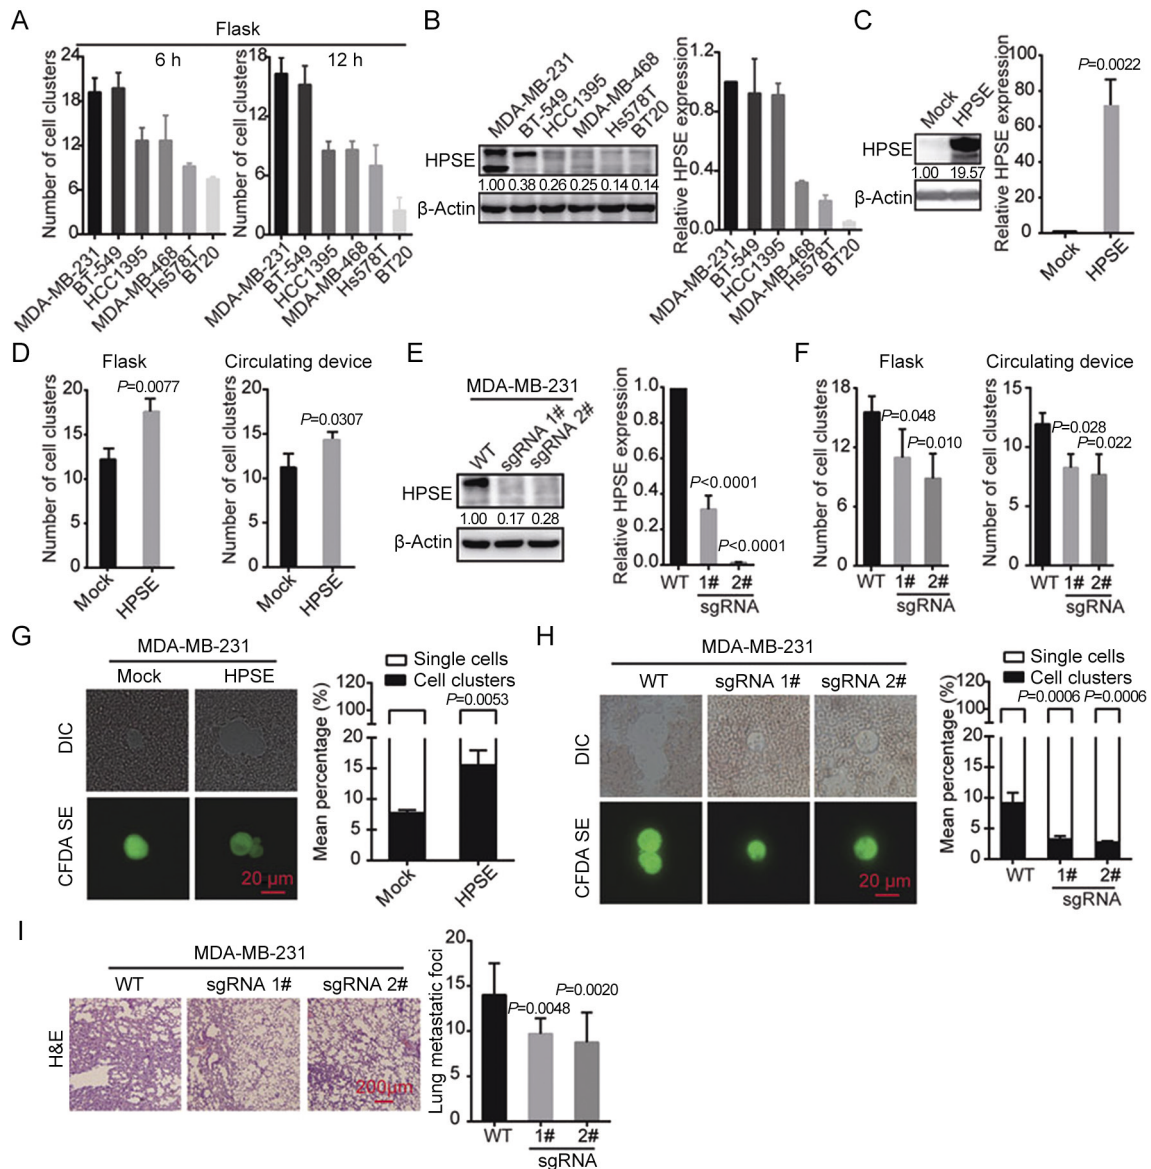 A
Flask
6 h
12 h
Number of cell clusters
24
18
12
6
0
MDA-MB-231
BT-549
HCC1395
MDA-MB-468
Hs578T
BT20
18
12
6
0
Number of cell clusters
MDA-MB-231
BT-549
HCC1395
MDA-MB-468
Hs578T
BT20
B
MDA-MB-231
BT-549
HCC1395
MDA-MB-468
Hs578T
BT20
HPSE
1.00 0.38 0.26 0.25 0.14 0.14
β-Actin
Relative HPSE expression
1.2
0.8
0.4
0.0
MDA-MB-231
BT-549
HCC1395
MDA-MB-468
Hs578T
BT20
C
Mock
HPSE
HPSE
1.00 19.57
β-Actin
Relative HPSE expression
100
80
60
40
20
0
P=0.0022
Mock
HPSE
D
Flask
Number of cell clusters
20
15
10
5
0
P=0.0077
Mock
HPSE
Circulating device
Number of cell clusters
20
15
10
5
0
P=0.0307
Mock
HPSE
E
MDA-MB-231
WT
sgRNA 1#
sgRNA 2#
HPSE
1.00 0.17 0.28
β-Actin
Relative HPSE expression
1.0
0.8
0.6
0.4
0.2
0.0
P<0.0001
P<0.0001
WT 1# 2#
sgRNA
F
Flask
Number of cell clusters
18
12
6
0
P=0.048
P=0.010
WT 1# 2#
sgRNA
Circulating device
Number of cell clusters
15
10
5
0
P=0.028
P=0.022
WT 1# 2#
sgRNA
G
MDA-MB-231
Mock HPSE
DIC
CFDA SE
20 μm
Single cells
Cell clusters
Mean percentage (%)
120
100
20
15
10
5
0
P=0.0053
Mock
HPSE
H
MDA-MB-231
WT sgRNA 1# sgRNA 2#
DIC
CFDA SE
20 μm
Single cells
Cell clusters
Mean percentage (%)
120
100
20
15
10
5
0
P=0.0006 P=0.0006
WT 1# 2#
sgRNA
I
MDA-MB-231
WT sgRNA 1# sgRNA 2#
H&E
200μm
Lung metastatic foci
20
15
10
5
0
P=0.0048
P=0.0020
WT 1# 2#
sgRNA